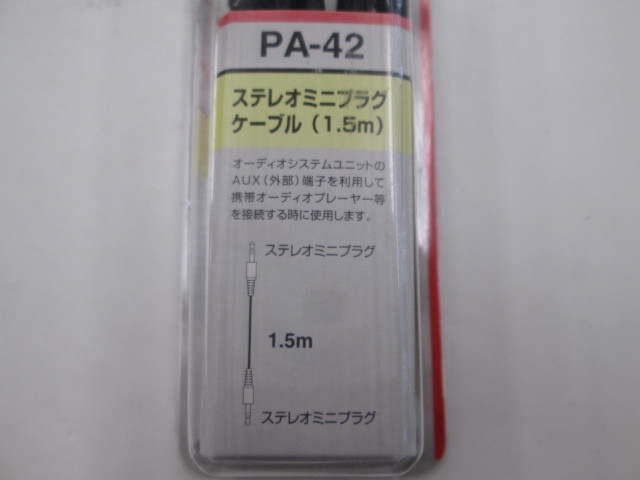 PA-42
ステレオミニプラグ
ケーブル（1.5m）
オーディオシステムユニットの
AUX（外部）端子を利用して
携帯オーディオプレーヤー等
を接続する時に使用します。
ステレオミニプラグ
1.5m
ステレオミニプラグ